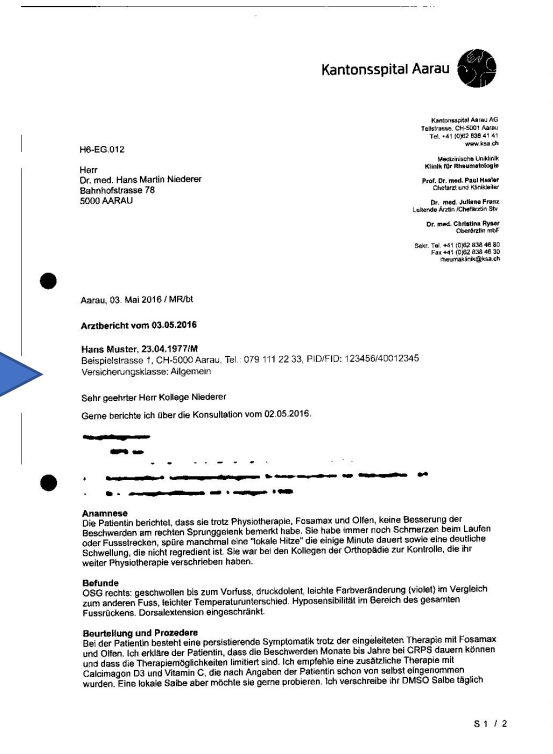 Kantonsspital Aarau
Kantonsspital Aarau AG
Tellstrasse, CH-5001 Aarau
Tel. +41 (0)62 838 41 41
www.ksa.ch
Medizinische Uniklinik
Klinik für Rheumatologie
Prof. Dr. med. Paul Hasler
Chefarzt und Klinikleiter
Dr. med. Juliane Franz
Leitende Ärztin /Chefärztin Stv
Dr. med. Christina Ryser
Oberärztin mbF
Sekr. Tel. +41 (0)62 838 46 80
Fax +41 (0)62 838 46 30
rheumaklinik@ksa.ch
H6-EG.012
Herr
Dr. med. Hans Martin Niederer
Bahnhofstrasse 78
5000 AARAU
Aarau, 03. Mai 2016 / MR/bt
Arztbericht vom 03.05.2016
Hans Muster, 23.04.1977/M
Beispielstrasse 1, CH-5000 Aarau, Tel.: 079 111 22 33, PID/FID: 123456/40012345
Versicherungsklasse: Allgemein
Sehr geehrter Herr Kollege Niederer
Gerne berichte ich über die Konsultation vom 02.05.2016.
Anamnese
Die Patientin berichtet, dass sie trotz Physiotherapie, Fosamax und Olfen, keine Besserung der
Beschwerden am rechten Sprunggelenk bemerkt habe. Sie habe immer noch Schmerzen beim Laufen
oder Fussstrecken, spüre manchmal eine "lokale Hitze" die einige Minute dauert sowie eine deutliche
Schwellung, die nicht regredient ist. Sie war bei den Kollegen der Orthopädie zur Kontrolle, die ihr
weiter Physiotherapie verschrieben haben.
Befunde
OSG rechts: geschwollen bis zum Vorfuss, druckdolent, leichte Farbveränderung (violet) im Vergleich
zum anderen Fuss, leichter Temperaturunterschied. Hyposensibilität im Bereich des gesamten
Fussrückens. Dorsalextension eingeschränkt.
Beurteilung und Prozedere
Bei der Patientin besteht eine persistierende Symptomatik trotz der eingeleiteten Therapie mit Fosamax
und Olfen. Ich erkläre der Patientin, dass die Beschwerden Monate bis Jahre bei CRPS dauern können
und dass die Therapiemöglichkeiten limitiert sind. Ich empfehle eine zusätzliche Therapie mit
Calcimagon D3 und Vitamin C, die nach Angaben der Patientin schon von selbst eingenommen
wurden. Eine lokale Salbe aber möchte sie gerne probieren. Ich verschreibe ihr DMSO Salbe täglich
S 1 / 2